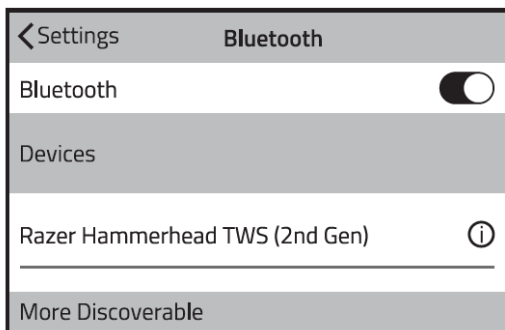 Settings Bluetooth
Bluetooth
Devices
Razer Hammerhead TWS (2nd Gen)
More Discoverable